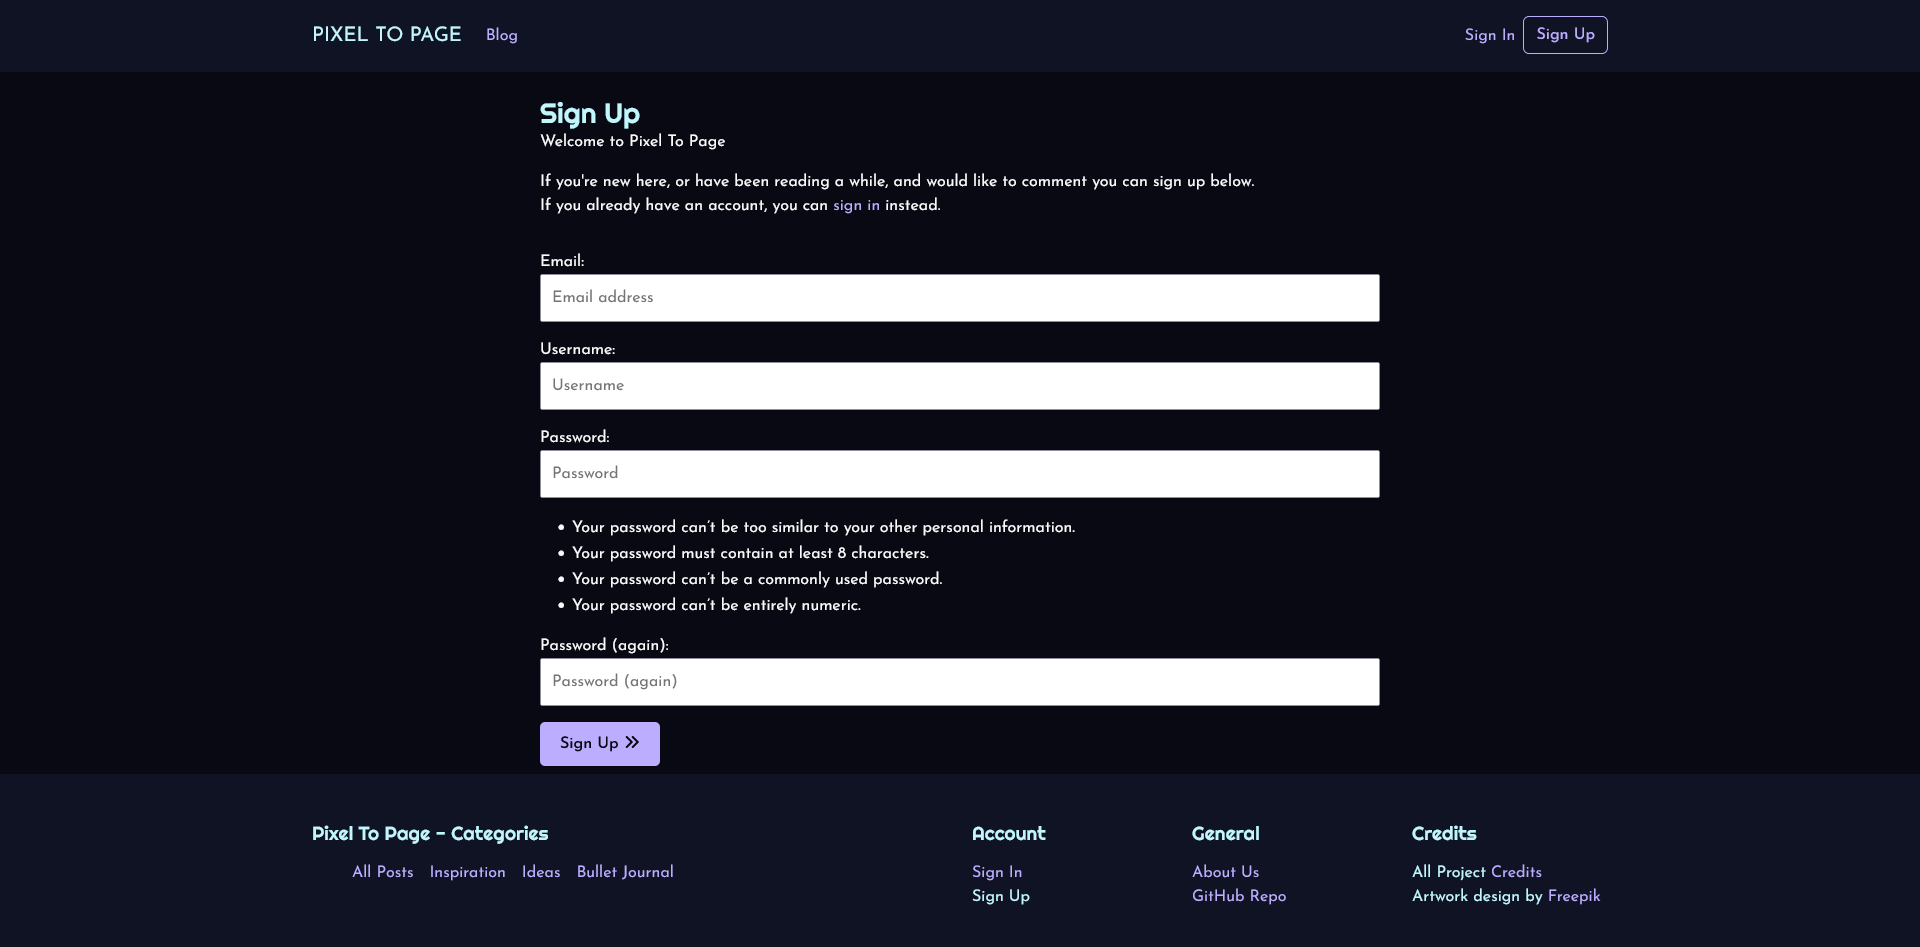 PIXEL TO PAGE Blog Sign In Sign Up
Sign Up
Welcome to Pixel To Page
If you're new here, or have been reading a while, and would like to comment you can sign up below.
If you already have an account, you can sign in instead.
Email:
Email address
Username:
Username
Password:
Password
• Your password can’t be too similar to your other personal information.
• Your password must contain at least 8 characters.
• Your password can’t be a commonly used password.
• Your password can’t be entirely numeric.
Password (again):
Password (again)
Sign Up »
Pixel To Page - Categories
All Posts Inspiration Ideas Bullet Journal
Account
Sign In
Sign Up
General
About Us
GitHub Repo
Credits
All Project Credits
Artwork design by Freepik